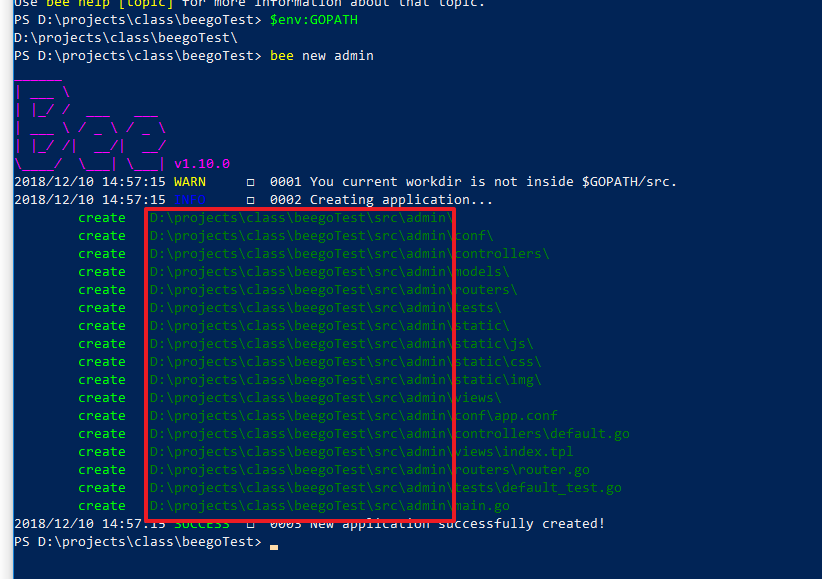 Use bee help [topic] for more information about that topic.
PS D:\projects\class\beegoTest> $env:GOPATH
D:\projects\class\beegoTest\
PS D:\projects\class\beegoTest> bee new admin
______
| ___ \
| |_/ /  ___   ___
| ___ \ / _ \ / _ \
| |_/ /|  __/|  __/
\____/  \___| \___| v1.10.0
2018/12/10 14:57:15 WARN 0001 You current workdir is not inside $GOPATH/src.
2018/12/10 14:57:15 0002 Creating application...
create D:\projects\class\beegoTest\src\admin\
create D:\projects\class\beegoTest\src\admin\conf\
create D:\projects\class\beegoTest\src\admin\controllers\
create D:\projects\class\beegoTest\src\admin\models\
create D:\projects\class\beegoTest\src\admin\routers\
create D:\projects\class\beegoTest\src\admin\tests\
create D:\projects\class\beegoTest\src\admin\static\
create D:\projects\class\beegoTest\src\admin\static\js\
create D:\projects\class\beegoTest\src\admin\static\css\
create D:\projects\class\beegoTest\src\admin\static\img\
create D:\projects\class\beegoTest\src\admin\views\
create D:\projects\class\beegoTest\src\admin\conf\app.conf
create D:\projects\class\beegoTest\src\admin\controllers\default.go
create D:\projects\class\beegoTest\src\admin\views\index.tpl
create D:\projects\class\beegoTest\src\admin\routers\router.go
create D:\projects\class\beegoTest\src\admin\tests\default_test.go
create D:\projects\class\beegoTest\src\admin\main.go
2018/12/10 14:57:15 SUCCESS 0003 New application successfully created!
PS D:\projects\class\beegoTest>